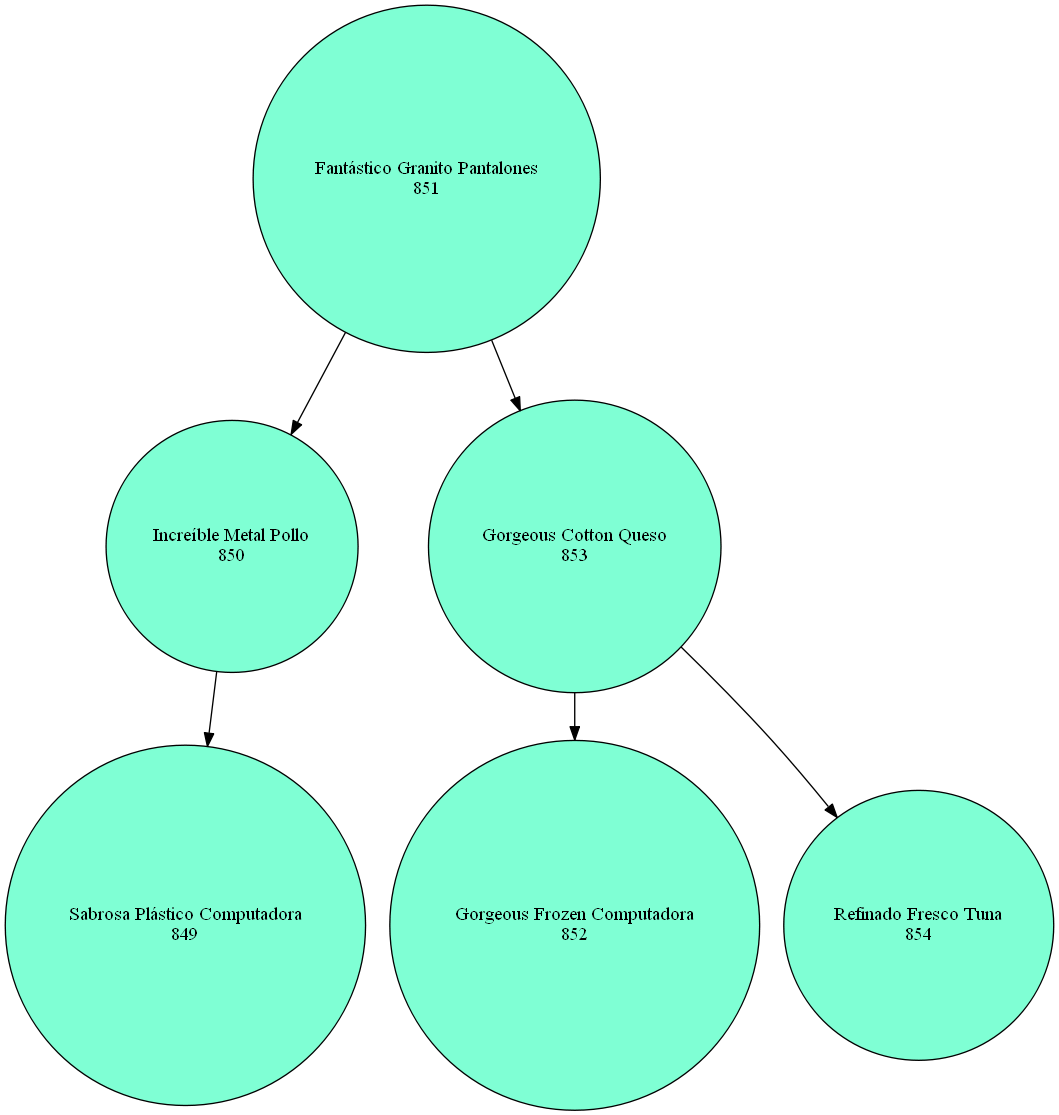 Fantástico Granito Pantalones
851
Increíble Metal Pollo
850
Gorgeous Cotton Queso
853
Sabrosa Plástico Computadora
849
Gorgeous Frozen Computadora
852
Refinado Fresco Tuna
854